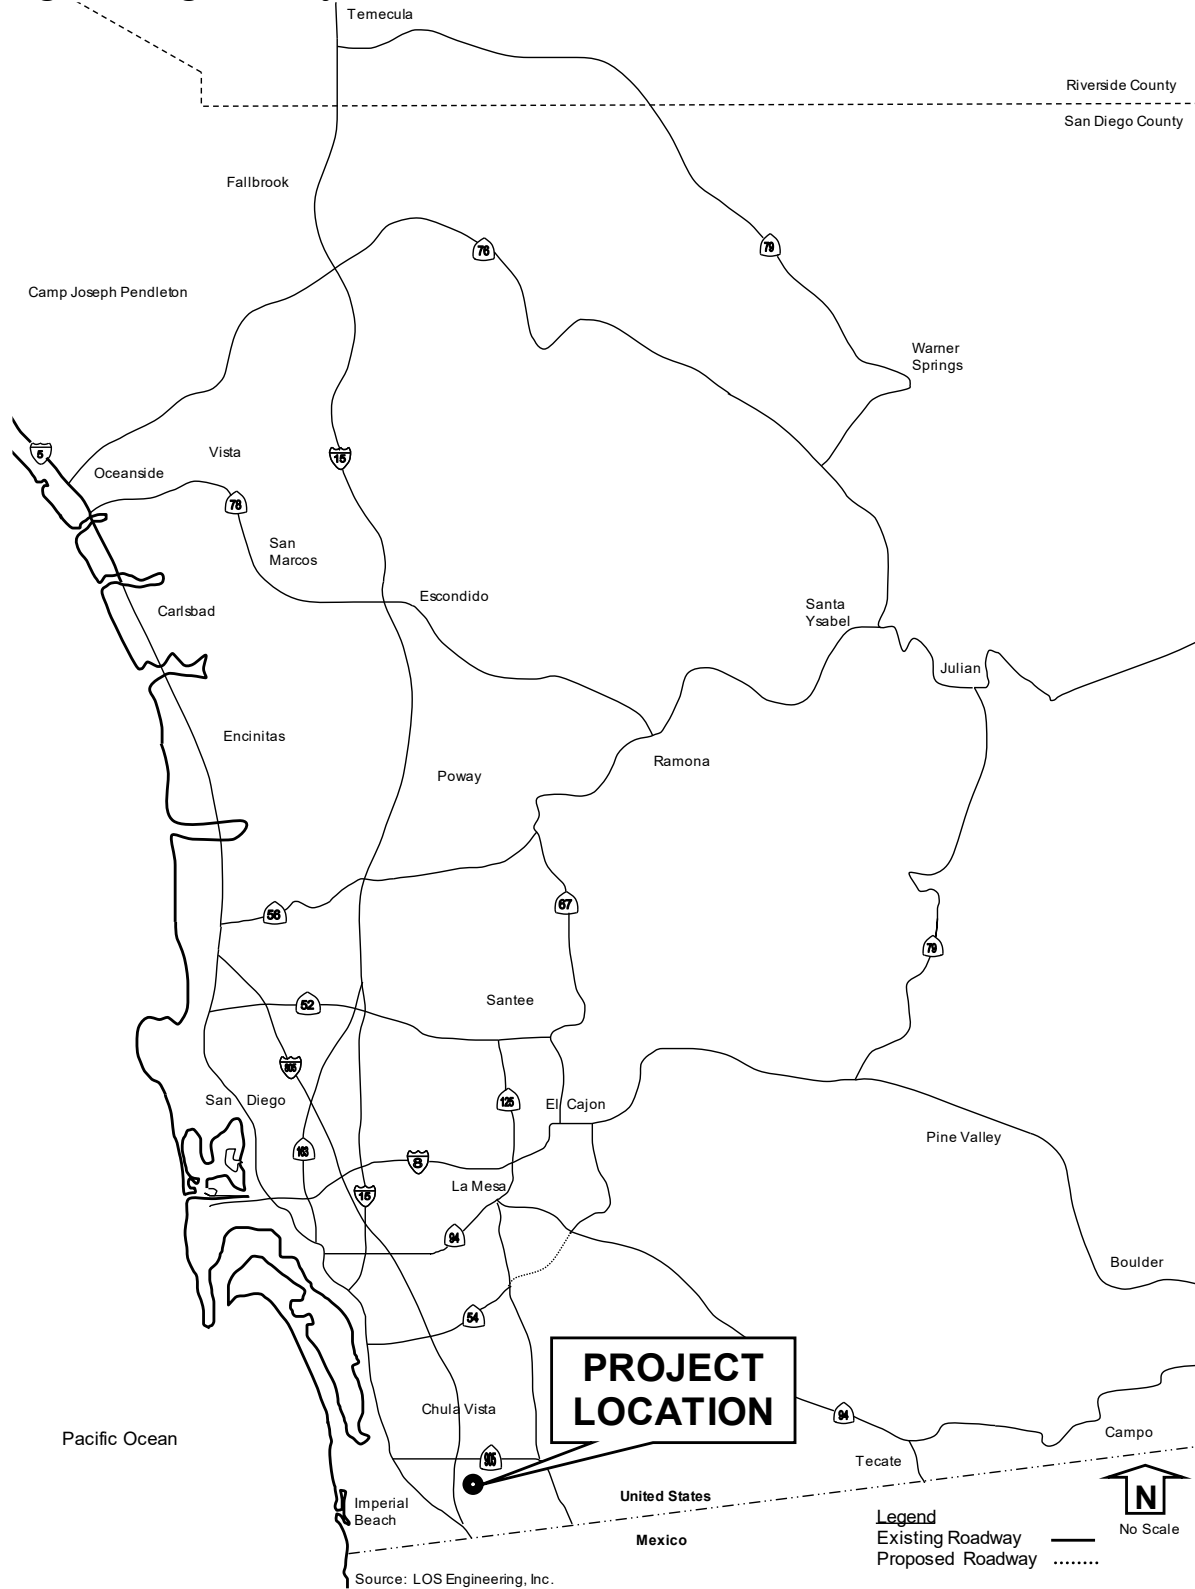 Temecula
Riverside County
San Diego County
Fallbrook
76
79
Camp Joseph Pendleton
Warner
Springs
5
Oceanside
Vista
15
78
San
Marcos
Escondido
Carlsbad
Santa
Ysabel
Julian
Encinitas
Ramona
Poway
56
67
79
52
Santee
805
San Diego
125
El Cajon
163
8
Pine Valley
La Mesa
15
94
Boulder
54
PROJECT
LOCATION
Chula Vista
94
Pacific Ocean
905
Campo
Tecate
Imperial
Beach
United States
Mexico
N
No Scale
Legend
Existing Roadway
Proposed Roadway
Source: LOS Engineering, Inc.